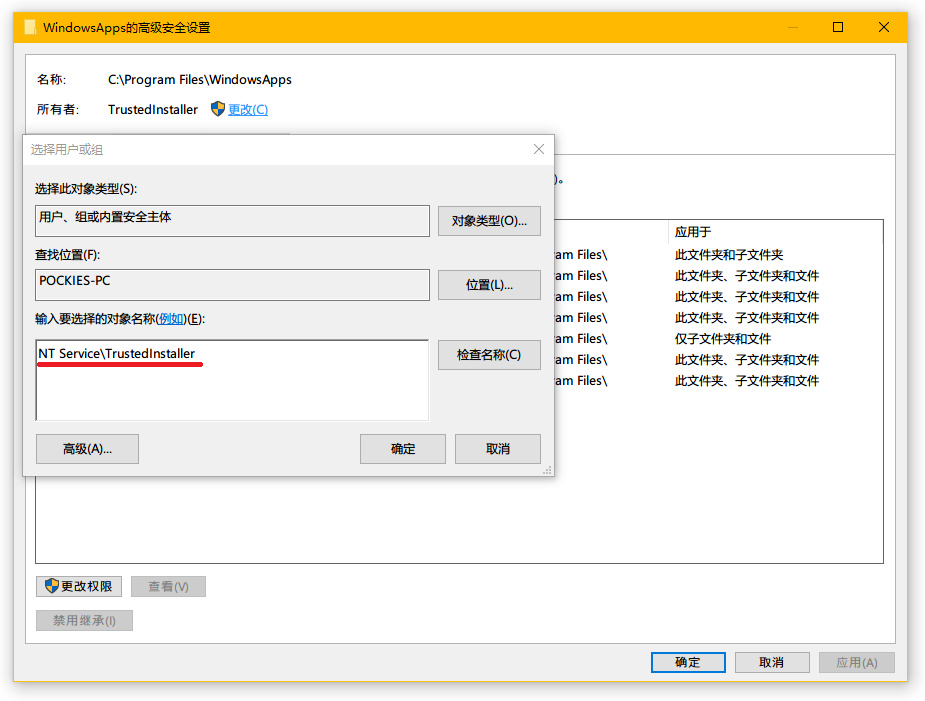 WindowsApps的高级安全设置
名称: C:\Program Files\WindowsApps
所有者: TrustedInstaller 更改(C)
选择用户或组
选择此对象类型(S):
用户、组或内置安全主体 对象类型(O)...
查找位置(F):
POCKIES-PC 位置(L)...
输入要选择的对象名称(例如)(E):
NT Service\TrustedInstaller 检查名称(C)
高级(A)... 确定 取消
)。
应用于
am Files\ 此文件夹和子文件夹
am Files\ 此文件夹、子文件夹和文件
am Files\ 此文件夹、子文件夹和文件
am Files\ 此文件夹、子文件夹和文件
am Files\ 仅子文件夹和文件
am Files\ 此文件夹、子文件夹和文件
am Files\ 此文件夹、子文件夹和文件
更改权限 查看(V)
禁用继承(I)
确定 取消 应用(A)